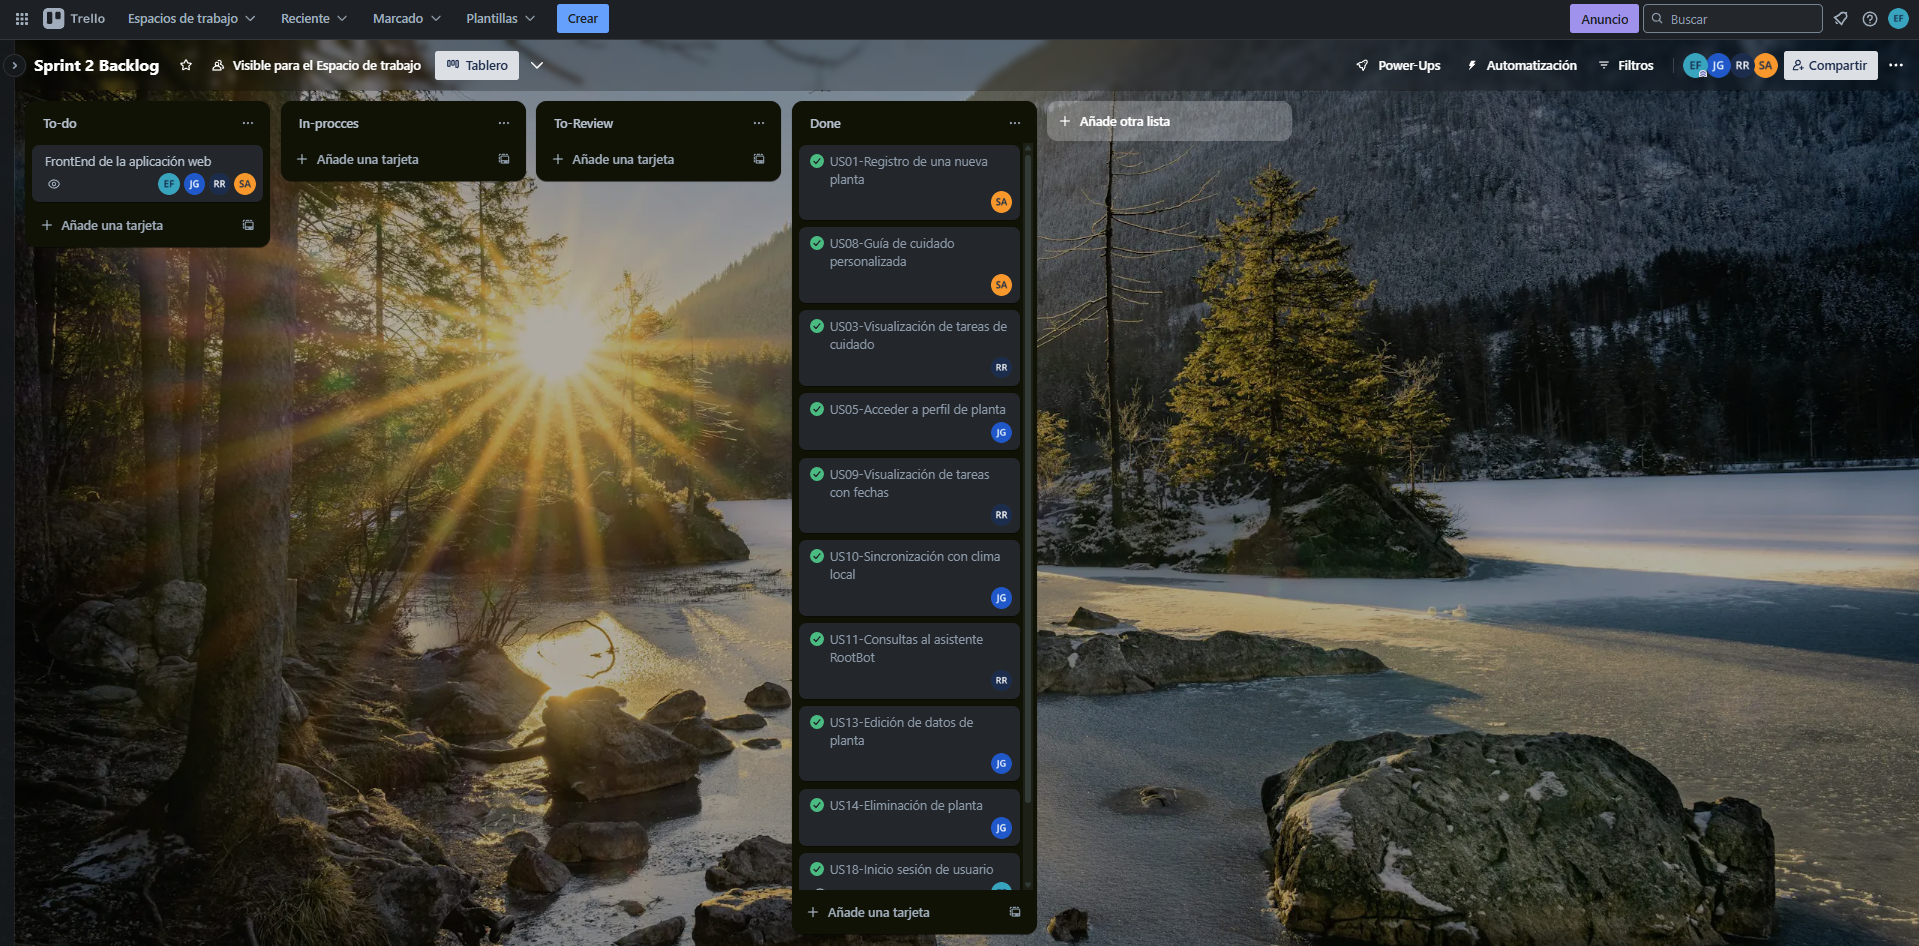 Trello
Espacios de trabajo
Reciente
Marcado
Plantillas
Crear
Anuncio
Buscar
EF
Sprint 2 Backlog
Visible para el Espacio de trabajo
Tablero
Power-Ups
Automatización
Filtros
EF
JG
RR
SA
Compartir
To-do
FrontEnd de la aplicación web
EF
JG
RR
SA
Añade una tarjeta
In-procces
Añade una tarjeta
To-Review
Añade una tarjeta
Done
US01-Registro de una nueva
planta
SA
US08-Guía de cuidado
personalizada
SA
US03-Visualización de tareas de
cuidado
RR
US05-Acceder a perfil de planta
JG
US09-Visualización de tareas
con fechas
RR
US10-Sincronización con clima
local
JG
US11-Consultas al asistente
RootBot
RR
US13-Edición de datos de
planta
JG
US14-Eliminación de planta
JG
US18-Inicio sesión de usuario
Añade una tarjeta
Añade otra lista